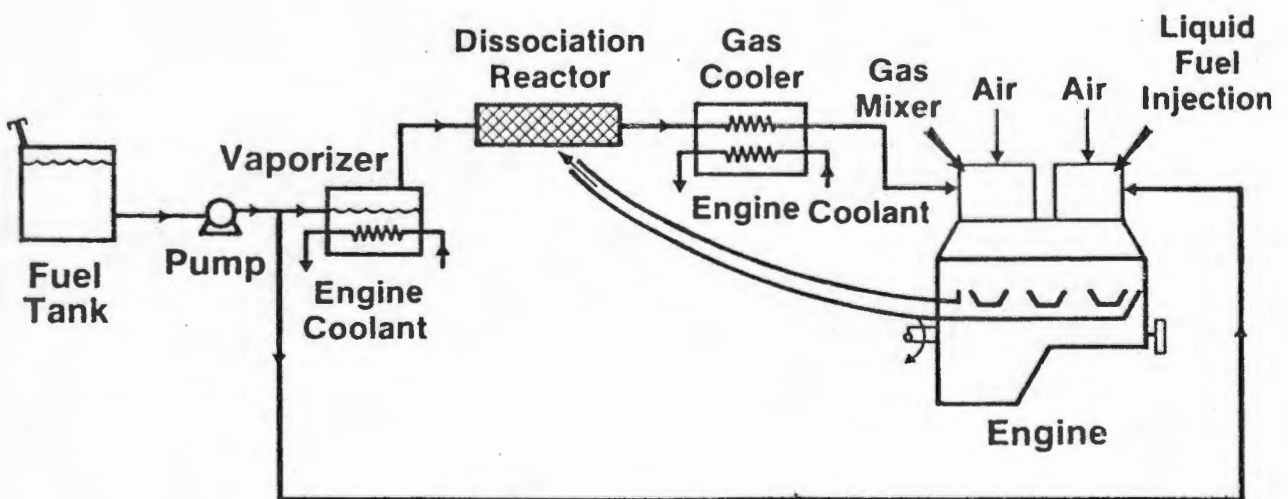 Dissociation
Reactor
Gas
Cooler
Gas
Mixer
Air
Air
Liquid
Fuel
Injection
Vaporizer
Engine Coolant
Fuel
Tank
Pump
Engine
Coolant
Engine